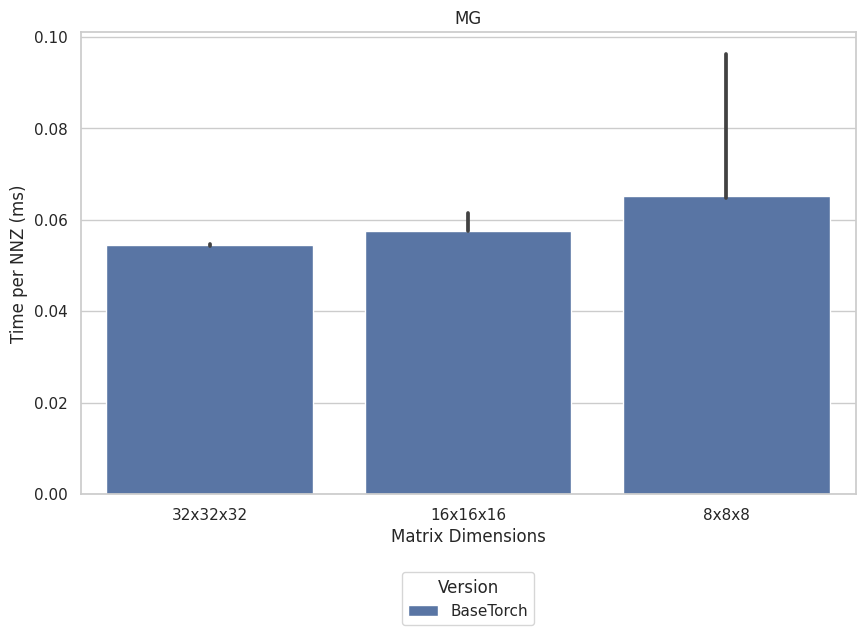 MG
0.10
0.08
0.06
0.04
0.02
0.00
Time per NNZ (ms)
32x32x32
16x16x16
8x8x8
Matrix Dimensions
Version
BaseTorch